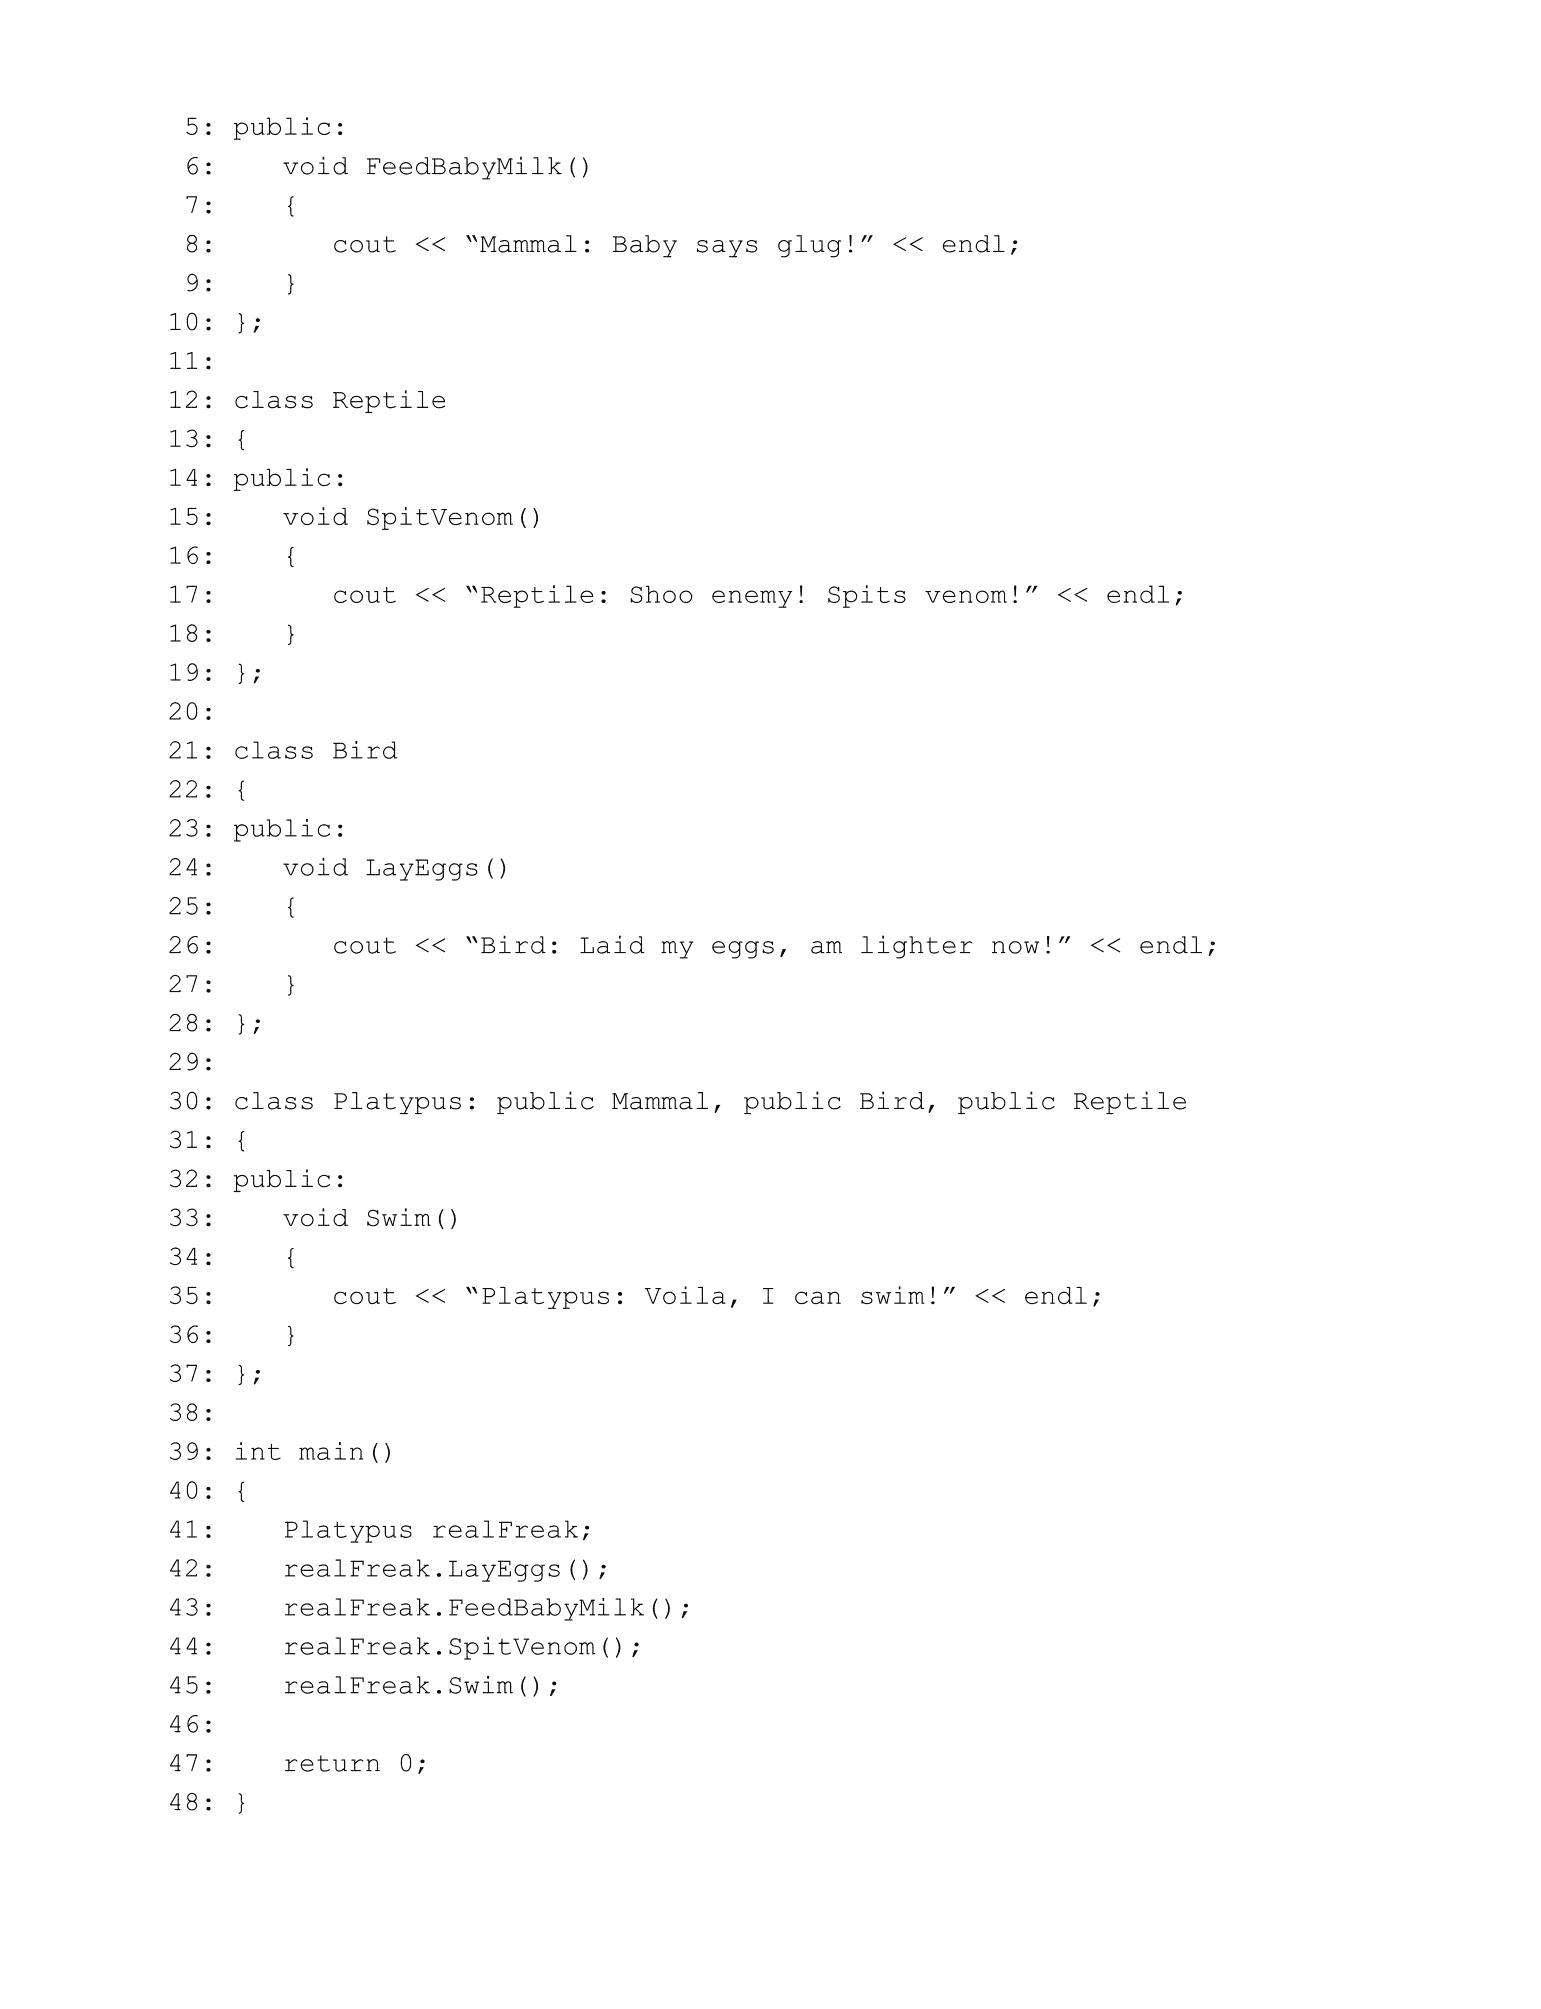 5: public:
6:    void FeedBabyMilk()
7:    {
8:       cout << “Mammal: Baby says glug!” << endl;
9:    }
10: };
11:
12: class Reptile
13: {
14: public:
15:    void SpitVenom()
16:    {
17:       cout << “Reptile: Shoo enemy! Spits venom!” << endl;
18:    }
19: };
20:
21: class Bird
22: {
23: public:
24:    void LayEggs()
25:    {
26:       cout << “Bird: Laid my eggs, am lighter now!” << endl;
27:    }
28: };
29:
30: class Platypus: public Mammal, public Bird, public Reptile
31: {
32: public:
33:    void Swim()
34:    {
35:       cout << “Platypus: Voila, I can swim!” << endl;
36:    }
37: };
38:
39: int main()
40: {
41:    Platypus realFreak;
42:    realFreak.LayEggs();
43:    realFreak.FeedBabyMilk();
44:    realFreak.SpitVenom();
45:    realFreak.Swim();
46:
47:    return 0;
48: }